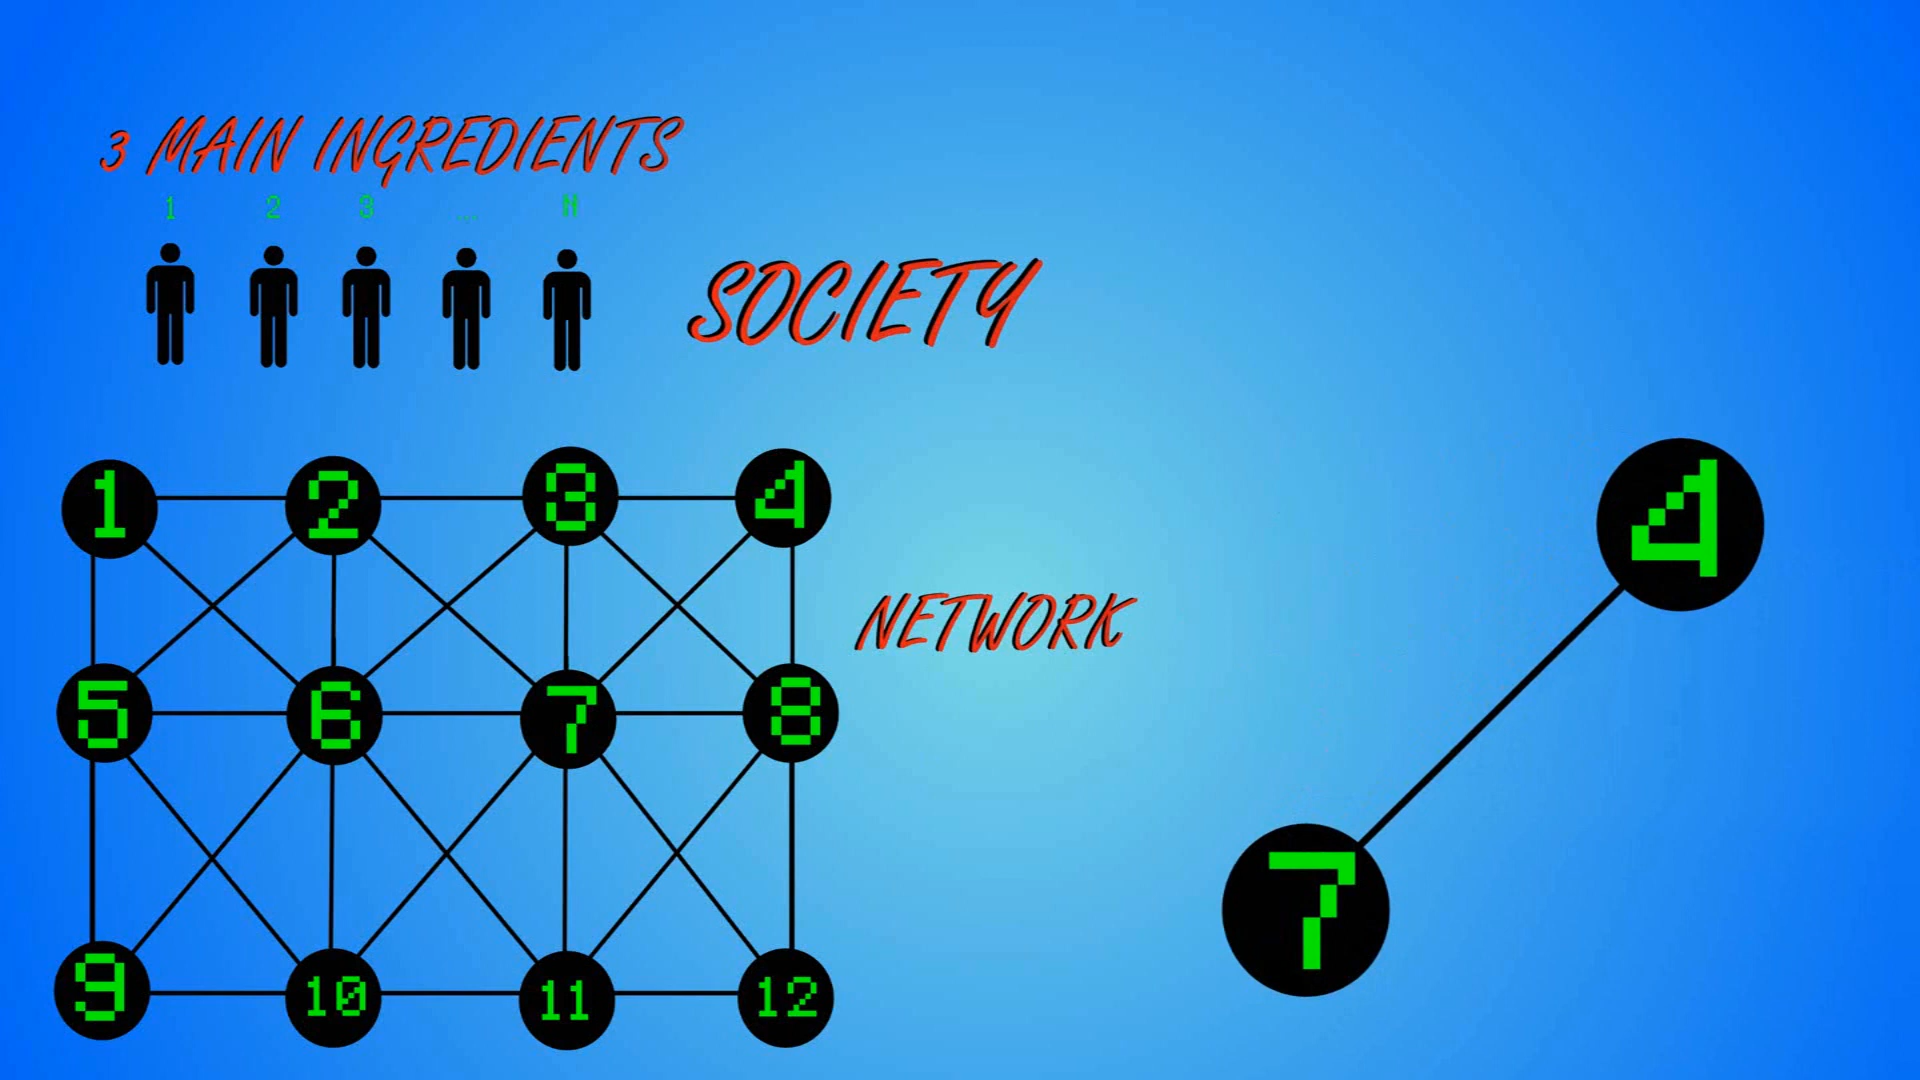 3 MAIN INGREDIENTS
1 2 3 ... N
SOCIETY
1 2 3 4
NETWORK
5 6 7 8
9 10 11 12
4
7